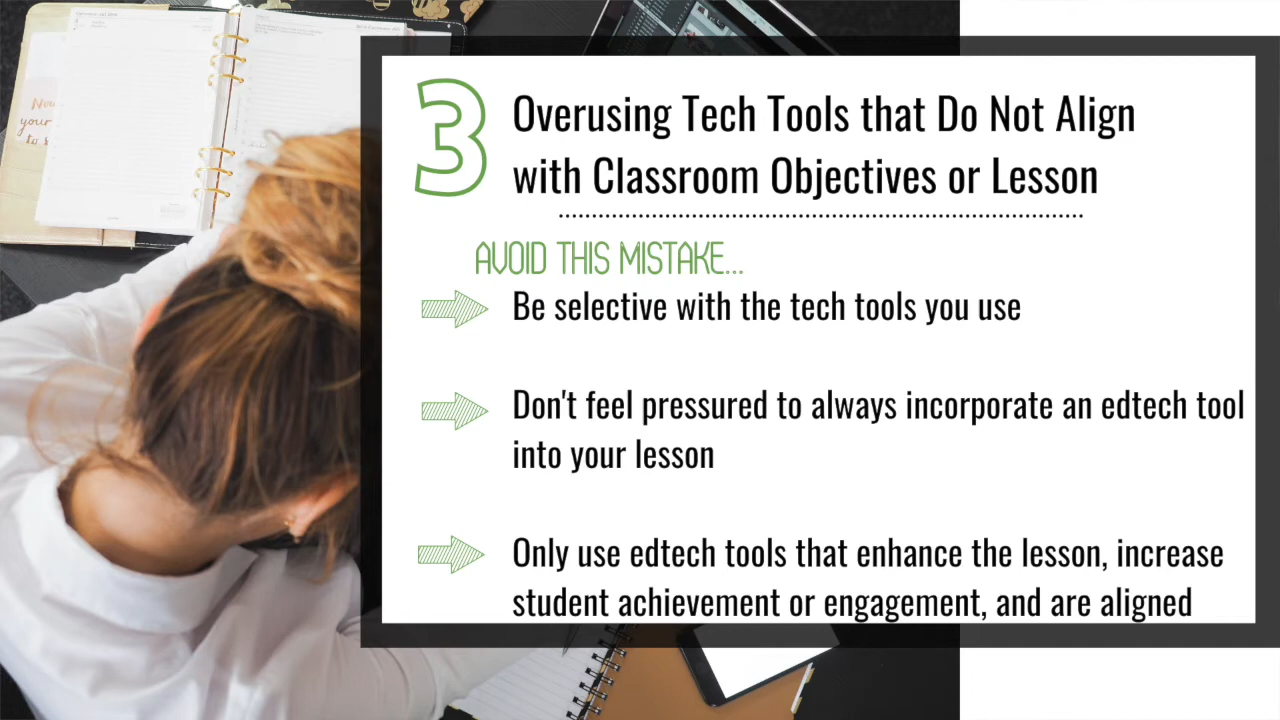 3
Overusing Tech Tools that Do Not Align
with Classroom Objectives or Lesson
AVOID THIS MISTAKE...
Be selective with the tech tools you use
Don't feel pressured to always incorporate an edtech tool
into your lesson
Only use edtech tools that enhance the lesson, increase
student achievement or engagement, and are aligned